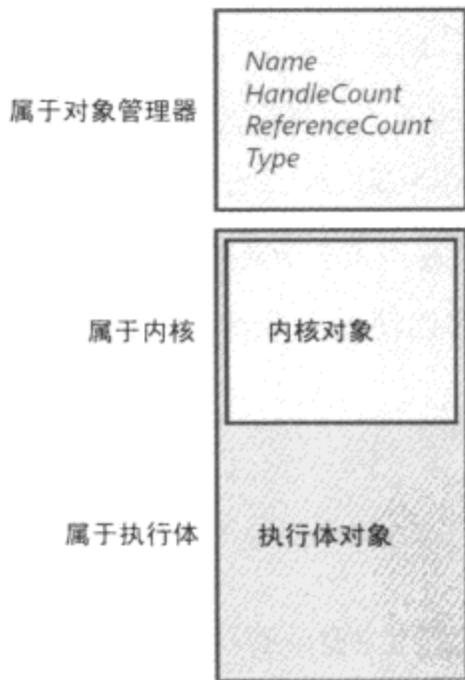 Name
HandleCount
属于对象管理器
ReferenceCount
Type
属于内核
内核对象
属于执行体
执行体对象